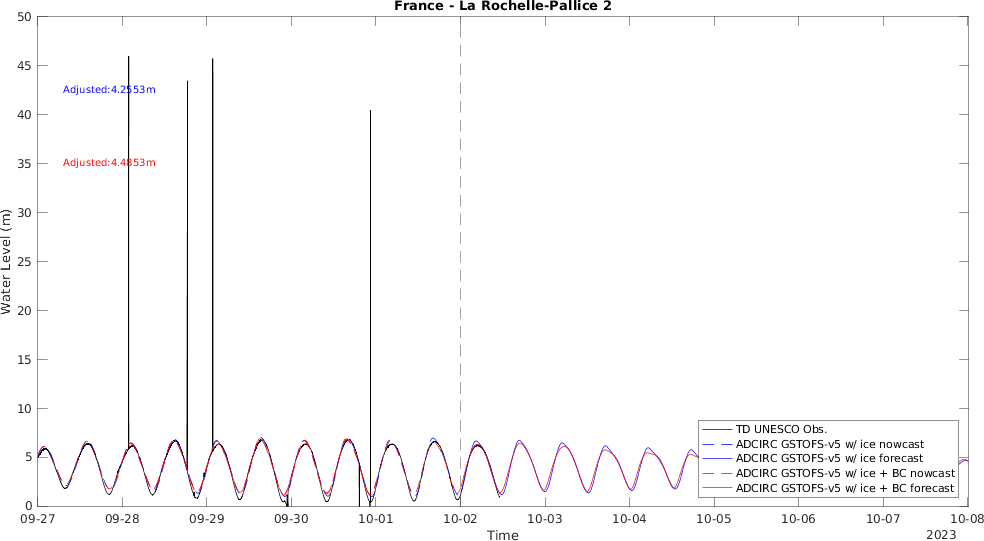 France - La Rochelle-Pallice 2
50
45
40
35
30
25
20
15
10
5
0
Water Level (m)
Adjusted:4.2553m
Adjusted:4.4853m
TD UNESCO Obs.
ADCIRC GSTOFS-v5 w/ ice nowcast
ADCIRC GSTOFS-v5 w/ ice forecast
ADCIRC GSTOFS-v5 w/ ice + BC nowcast
ADCIRC GSTOFS-v5 w/ ice + BC forecast
09-27 09-28 09-29 09-30 10-01 10-02 10-03 10-04 10-05 10-06 10-07 10-08
Time
2023